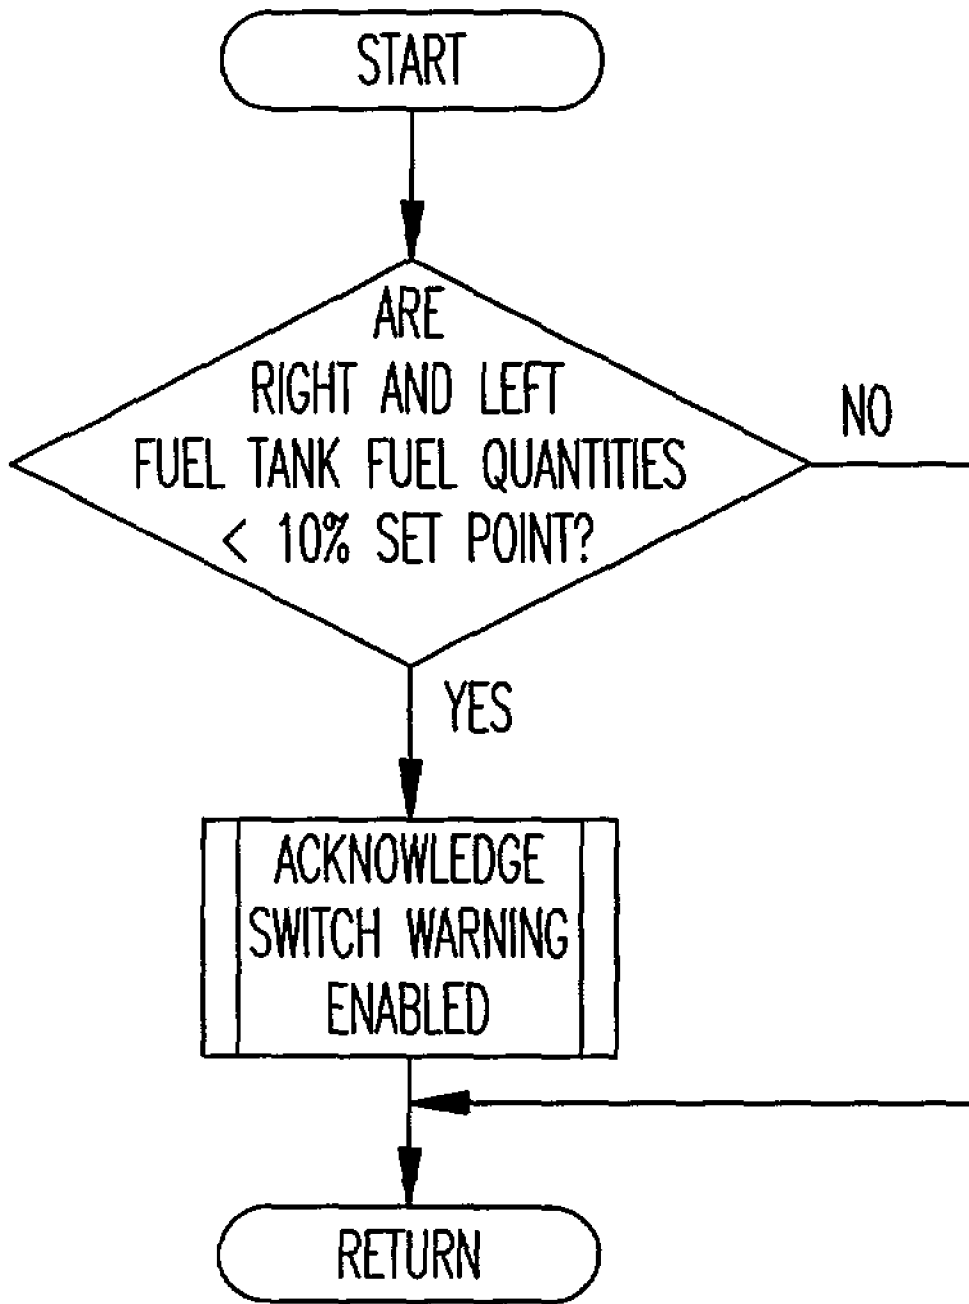 START
ARE
RIGHT AND LEFT
FUEL TANK FUEL QUANTITIES
< 10% SET POINT?
NO
YES
ACKNOWLEDGE
SWITCH WARNING
ENABLED
RETURN